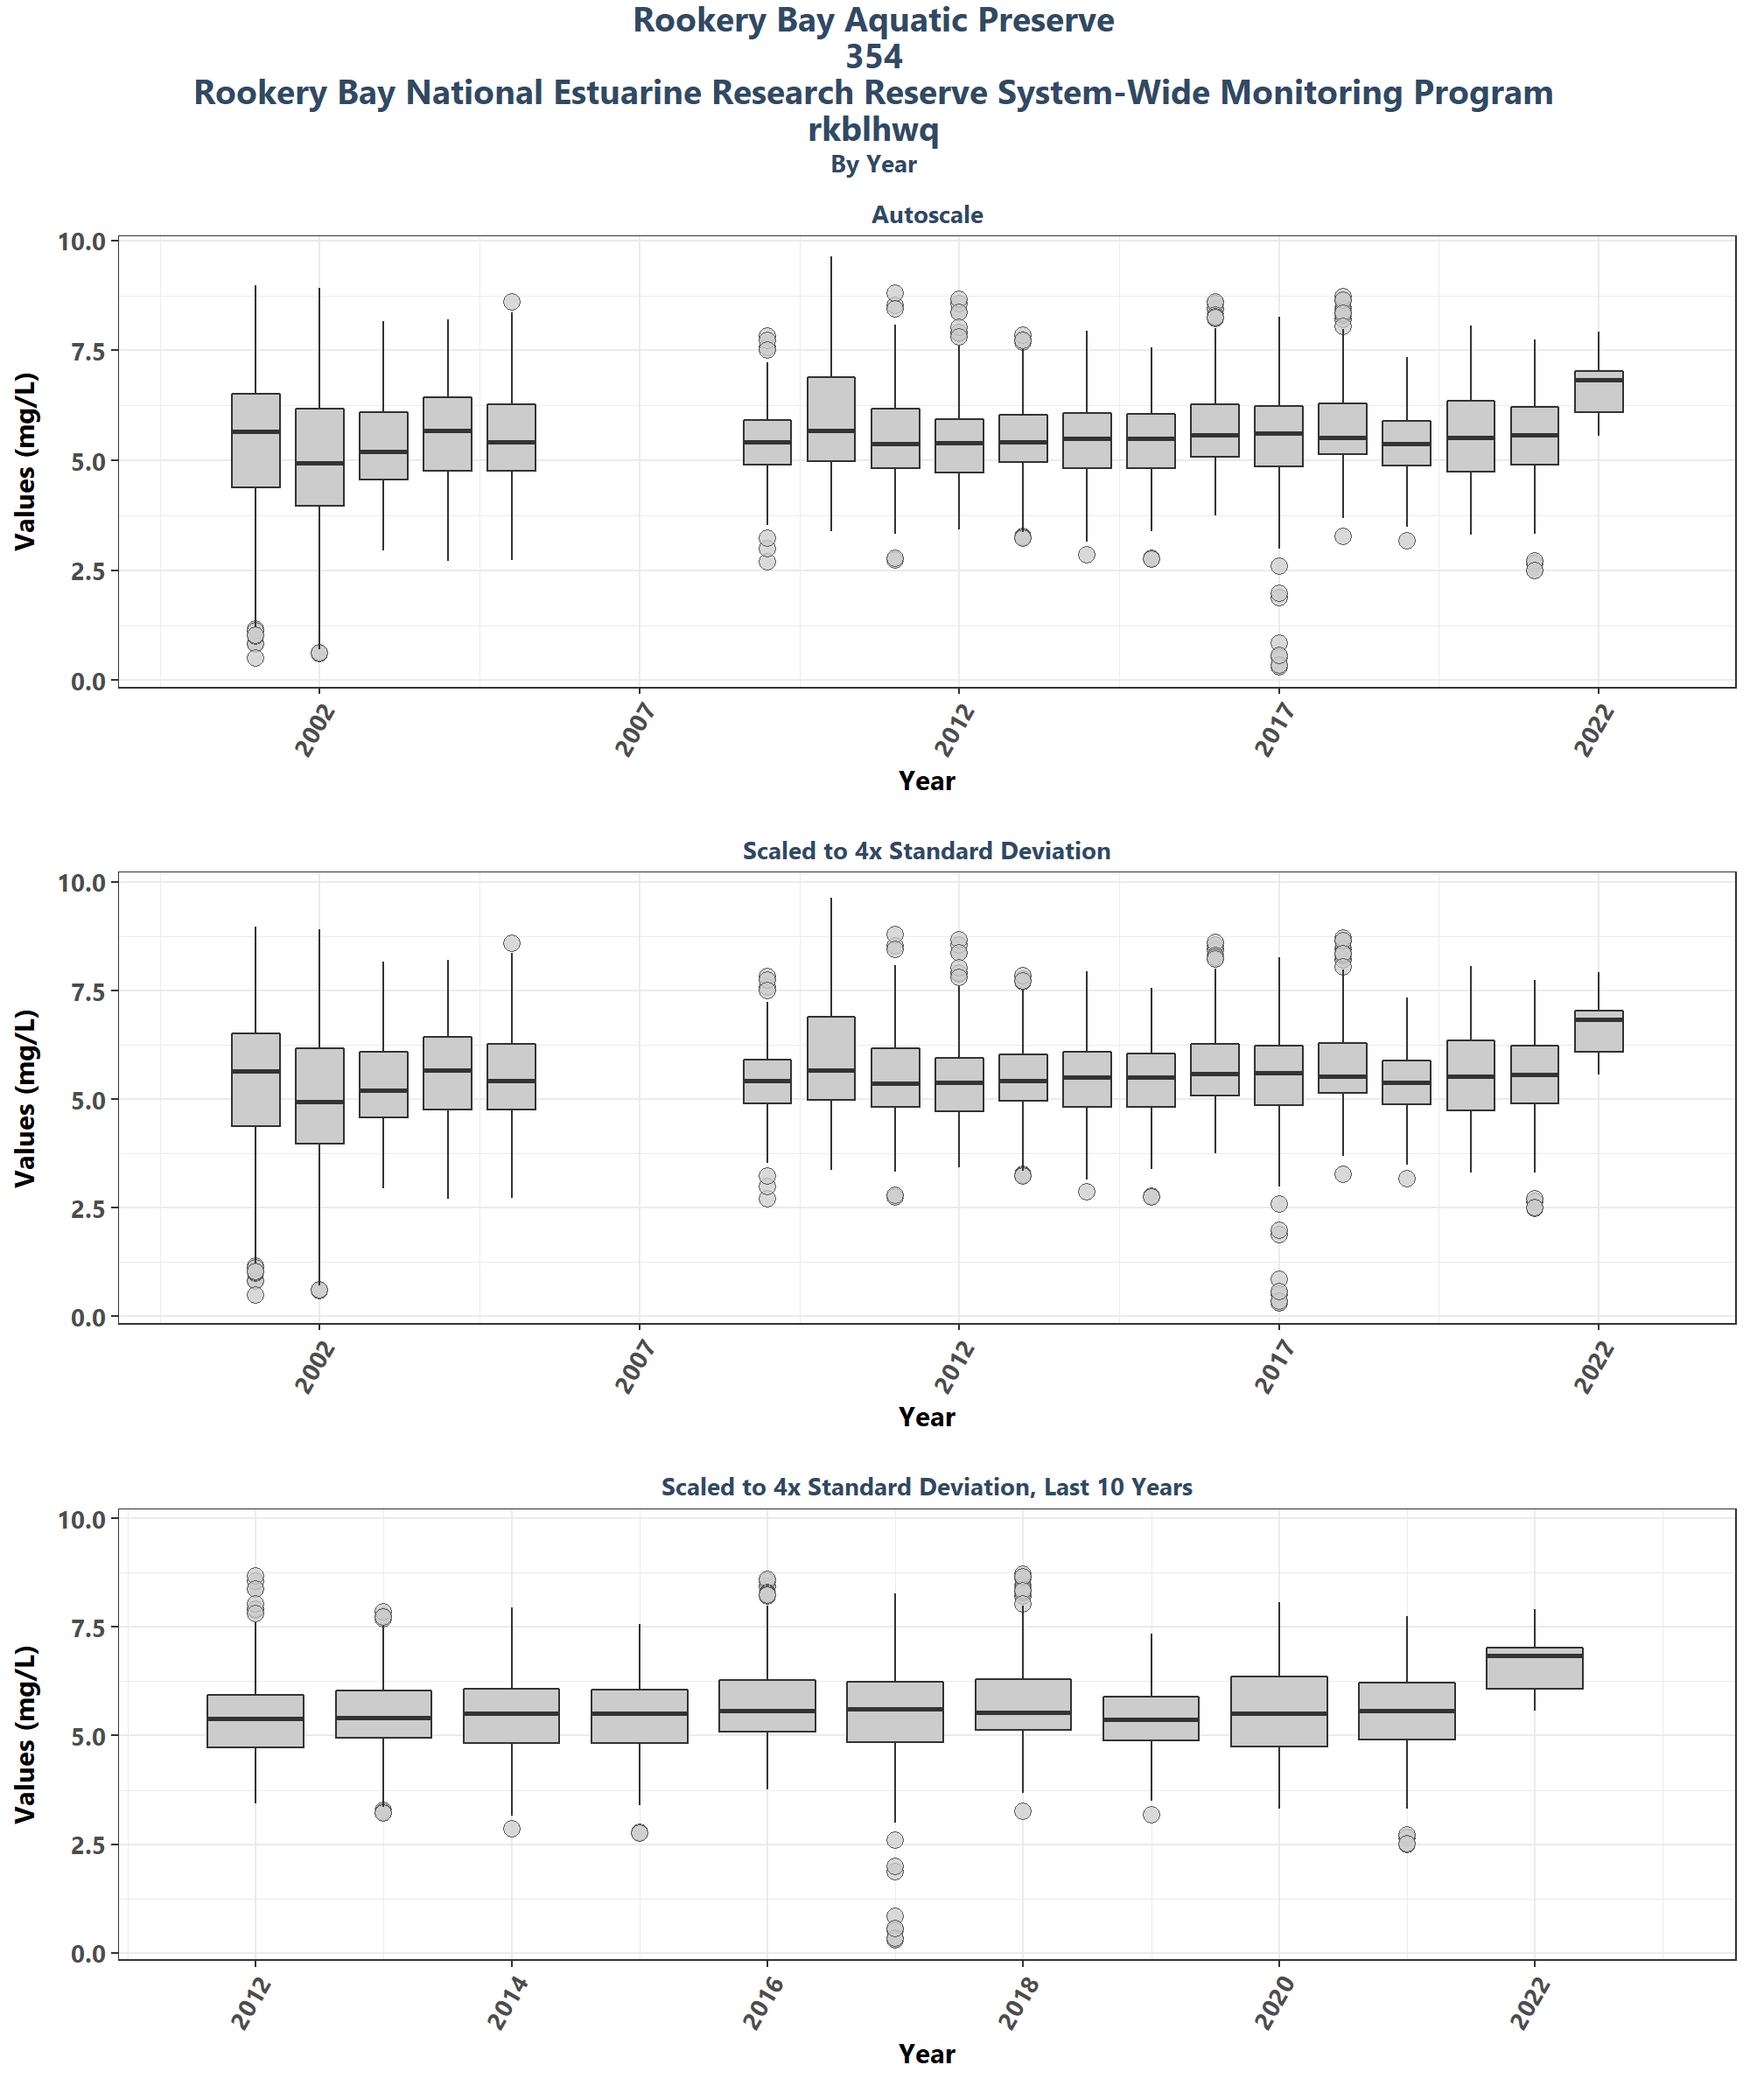 Rookery Bay Aquatic Preserve
354
Rookery Bay National Estuarine Research Reserve System-Wide Monitoring Program
rkblhwq
By Year
Autoscale
Values (mg/L)
10.0
7.5
5.0
2.5
0.0
2002
2007
2012
2017
2022
Year
Scaled to 4x Standard Deviation
Values (mg/L)
10.0
7.5
5.0
2.5
0.0
2002
2007
2012
2017
2022
Year
Scaled to 4x Standard Deviation, Last 10 Years
Values (mg/L)
10.0
7.5
5.0
2.5
0.0
2012
2014
2016
2018
2020
2022
Year